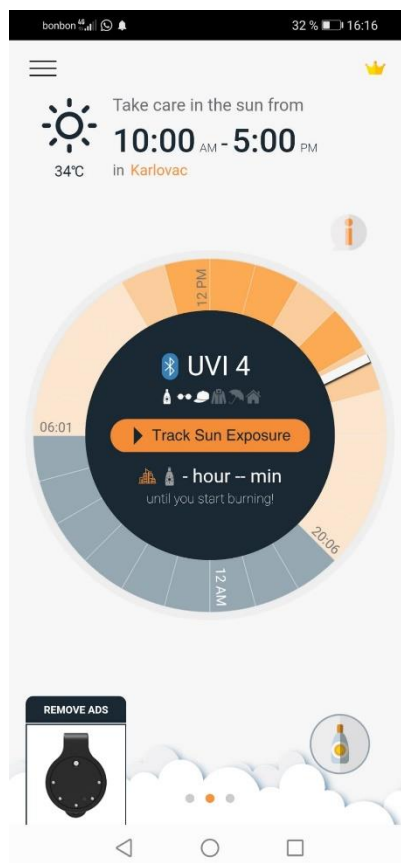 bonbon 4G 32 % 16:16
Take care in the sun from
10:00 AM - 5:00 PM
34°C in Karlovac
i
12 PM
UVI 4
06:01
Track Sun Exposure
- hour -- min
until you start burning!
20:06
12 AM
REMOVE ADS